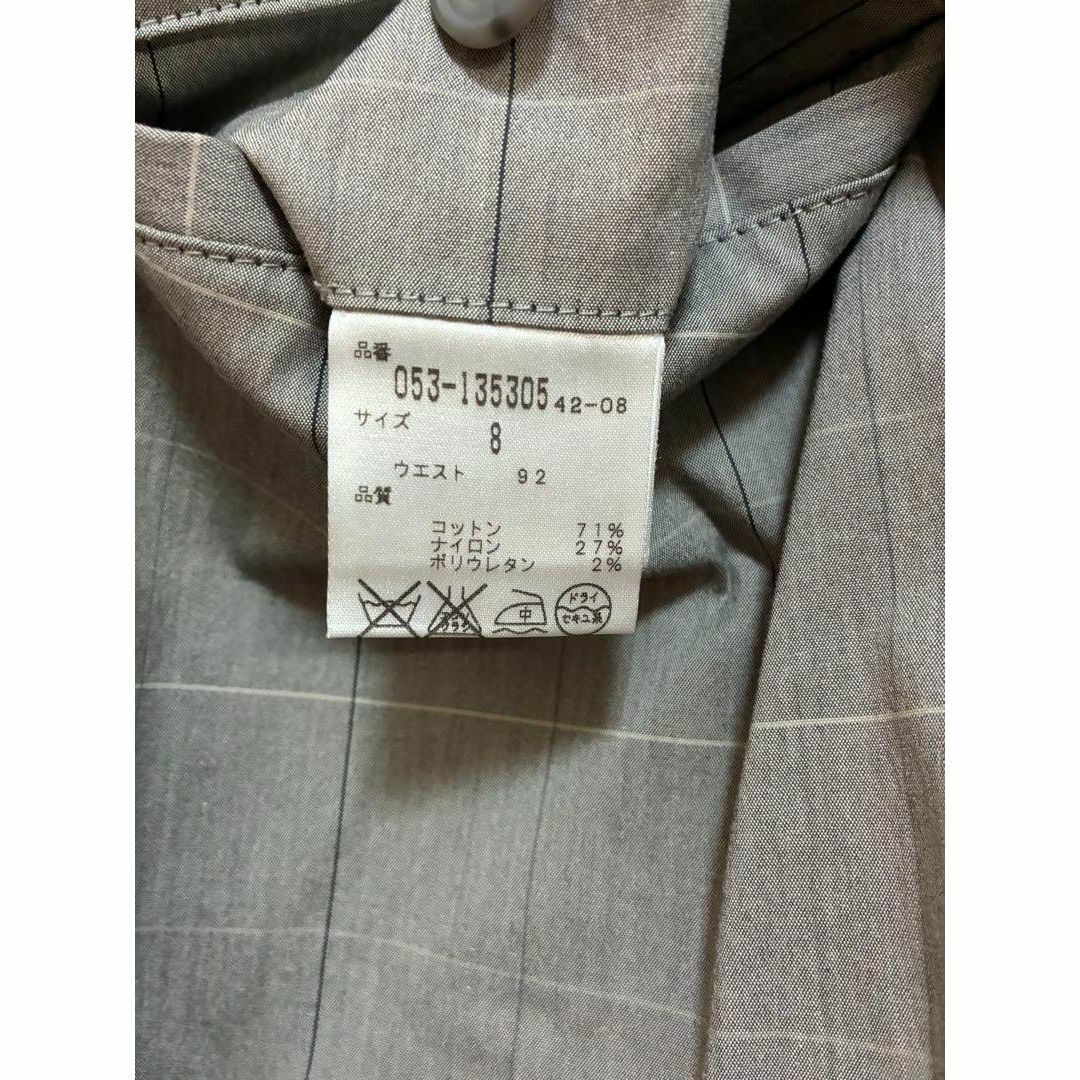 品番
053-135305 42-08
サイズ
8
ウエスト 92
品質
コットン 71%
ナイロン 27%
ポリウレタン 2%
中
ドライ
セキユ系